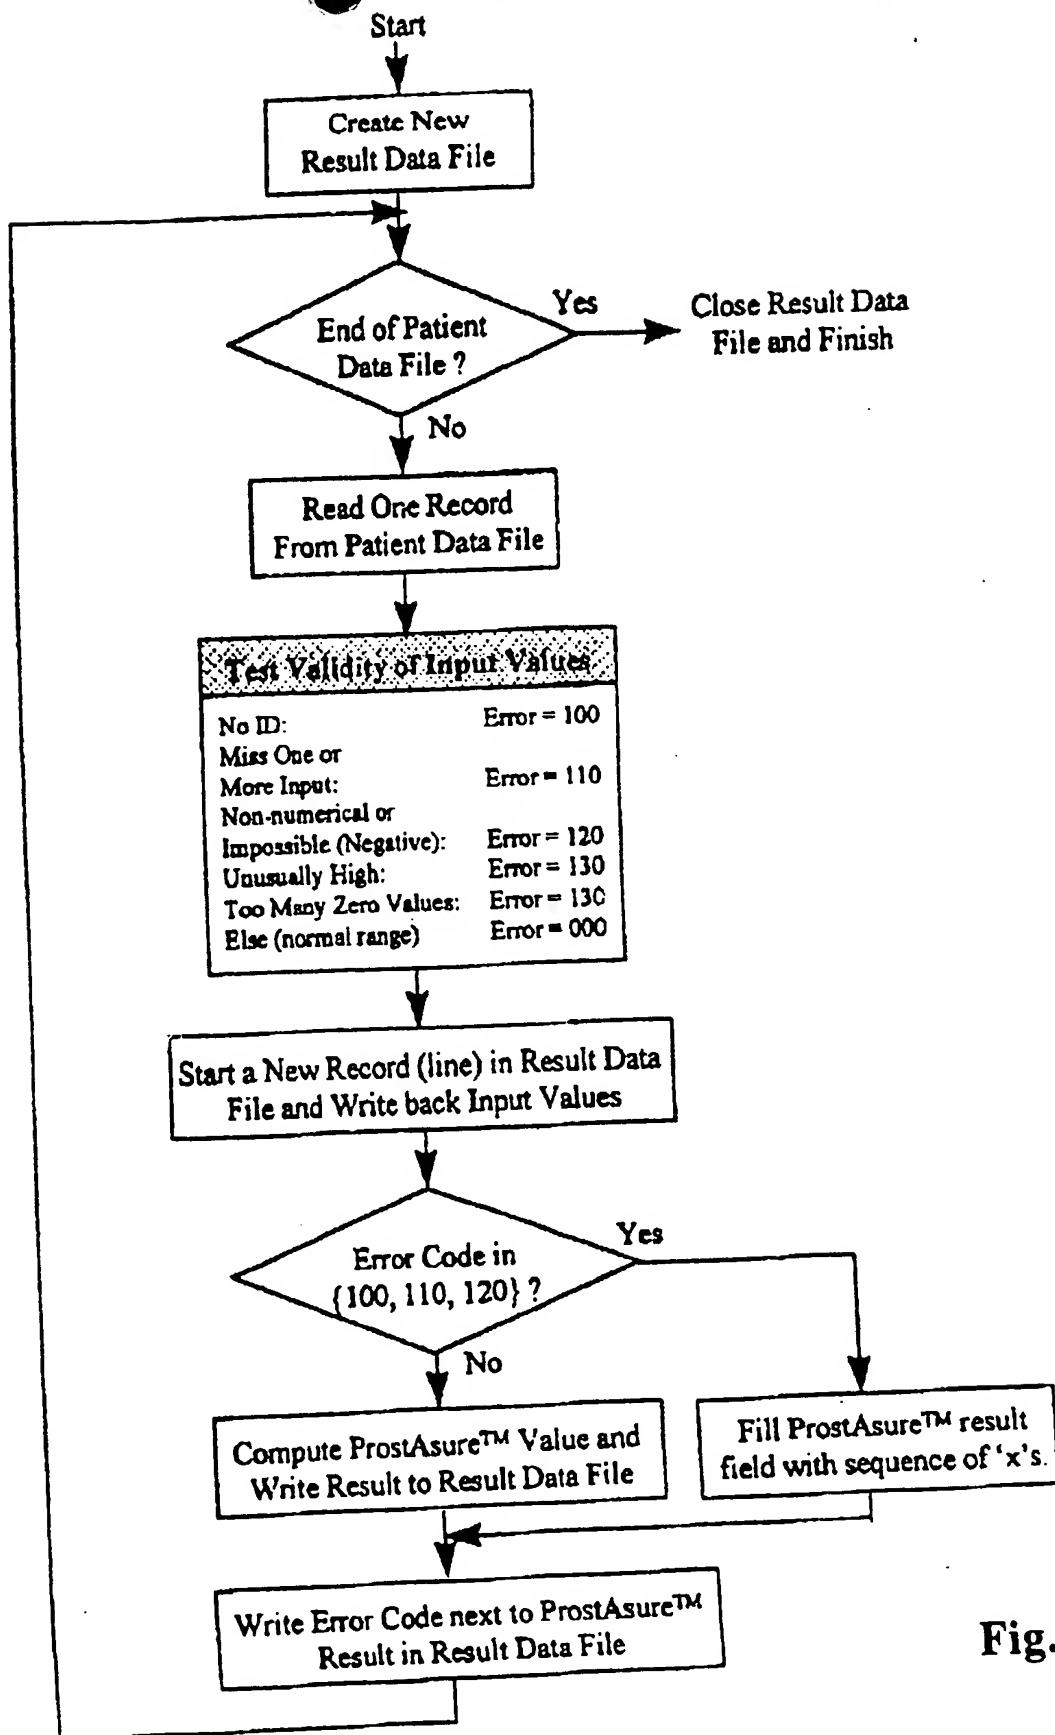 Start
Create New
Result Data File
End of Patient
Data File ?
Yes
Close Result Data
File and Finish
No
Read One Record
From Patient Data File
Test Validity of Input Values
No ID: Error = 100
Miss One or
More Input: Error = 110
Non-numerical or
Impossible (Negative): Error = 120
Unusually High: Error = 130
Too Many Zero Values: Error = 130
Else (normal range) Error = 000
Start a New Record (line) in Result Data
File and Write back Input Values
Error Code in
{100, 110, 120} ?
Yes
No
Compute ProstAsure™ Value and
Write Result to Result Data File
Fill ProstAsure™ result
field with sequence of ‘x’s.
Write Error Code next to ProstAsure™
Result in Result Data File
Fig.